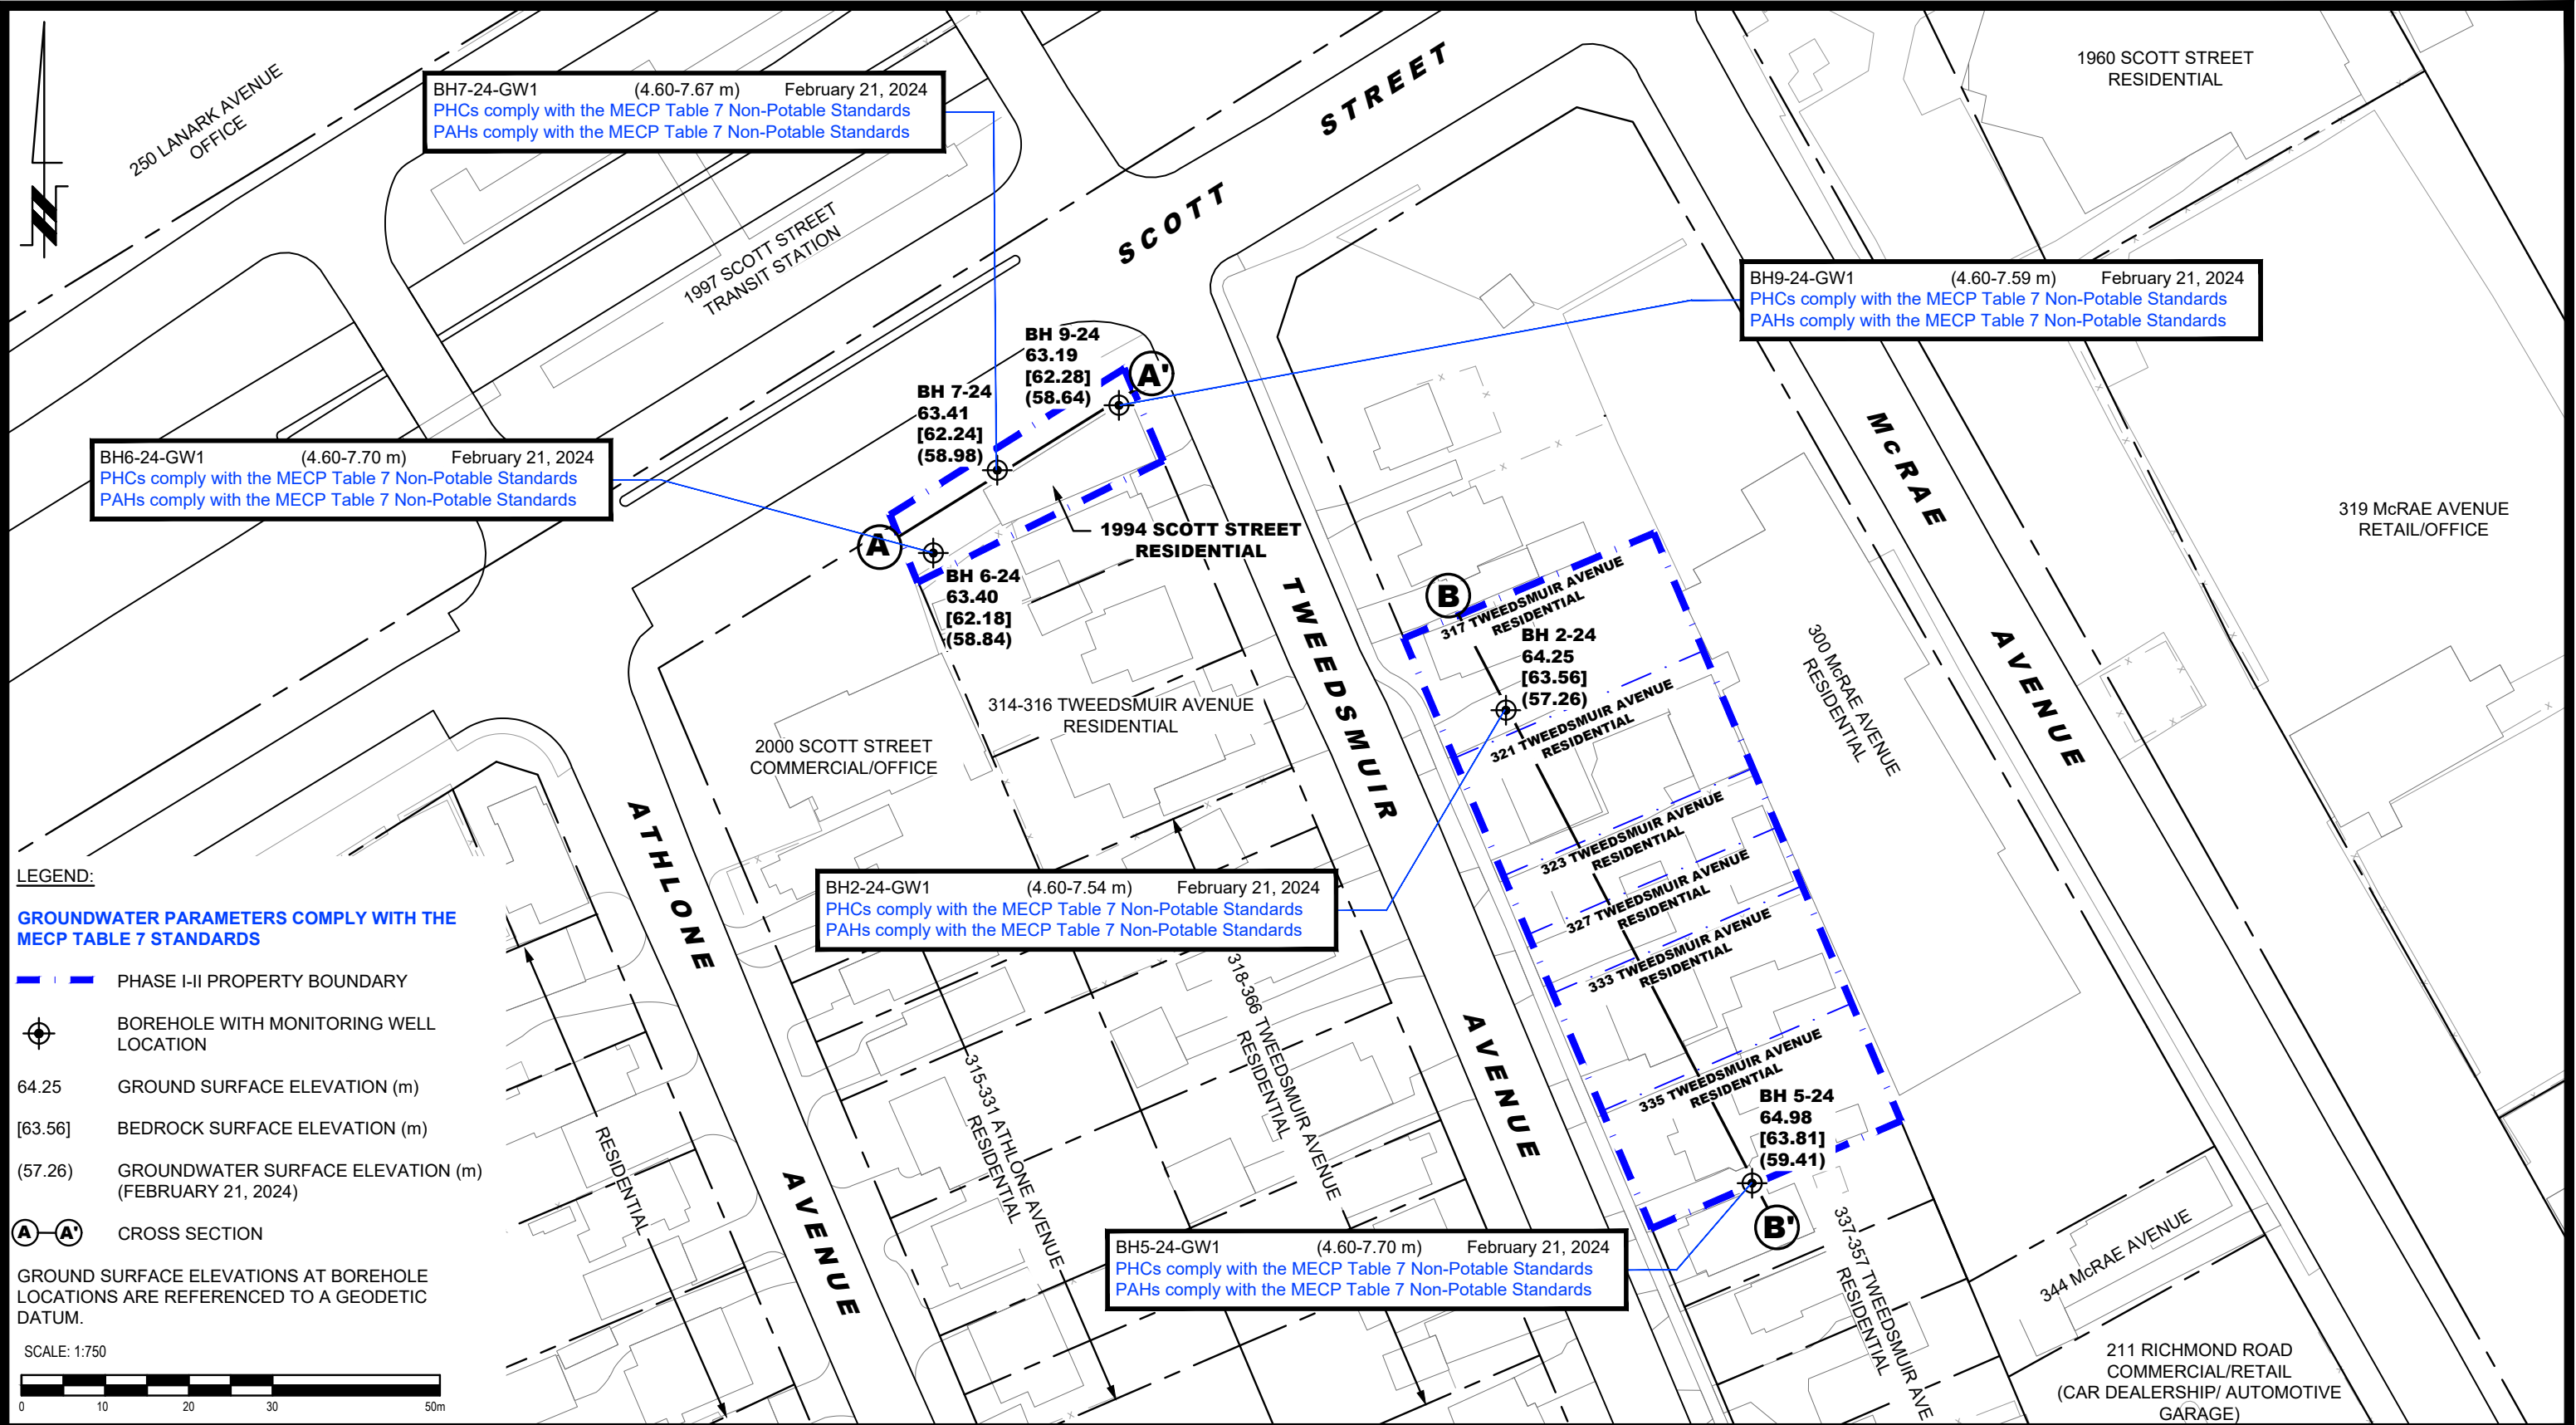 250 LANARK AVENUE
OFFICE
BH7-24-GW1 (4.60-7.67 m) February 21, 2024
PHCs comply with the MECP Table 7 Non-Potable Standards
PAHs comply with the MECP Table 7 Non-Potable Standards
SCOTT STREET
1960 SCOTT STREET
RESIDENTIAL
1997 SCOTT STREET
TRANSIT STATION
BH9-24-GW1 (4.60-7.59 m) February 21, 2024
PHCs comply with the MECP Table 7 Non-Potable Standards
PAHs comply with the MECP Table 7 Non-Potable Standards
BH 9-24
63.19
[62.28]
(58.64)
A'
BH 7-24
63.41
[62.24]
(58.98)
BH6-24-GW1 (4.60-7.70 m) February 21, 2024
PHCs comply with the MECP Table 7 Non-Potable Standards
PAHs comply with the MECP Table 7 Non-Potable Standards
A
1994 SCOTT STREET
RESIDENTIAL
BH 6-24
63.40
[62.18]
(58.84)
McRAE AVENUE
319 McRAE AVENUE
RETAIL/OFFICE
TWEEDSMUIR AVENUE
B
317 TWEEDSMUIR AVENUE
RESIDENTIAL
BH 2-24
64.25
[63.56]
(57.26)
321 TWEEDSMUIR AVENUE
RESIDENTIAL
300 McRAE AVENUE
RESIDENTIAL
314-316 TWEEDSMUIR AVENUE
RESIDENTIAL
2000 SCOTT STREET
COMMERCIAL/OFFICE
323 TWEEDSMUIR AVENUE
RESIDENTIAL
327 TWEEDSMUIR AVENUE
RESIDENTIAL
333 TWEEDSMUIR AVENUE
RESIDENTIAL
335 TWEEDSMUIR AVENUE
RESIDENTIAL
BH2-24-GW1 (4.60-7.54 m) February 21, 2024
PHCs comply with the MECP Table 7 Non-Potable Standards
PAHs comply with the MECP Table 7 Non-Potable Standards
ATHLONE AVENUE
RESIDENTIAL
315-331 ATHLONE AVENUE
RESIDENTIAL
318-366 TWEEDSMUIR AVENUE
RESIDENTIAL
BH 5-24
64.98
[63.81]
(59.41)
B'
BH5-24-GW1 (4.60-7.70 m) February 21, 2024
PHCs comply with the MECP Table 7 Non-Potable Standards
PAHs comply with the MECP Table 7 Non-Potable Standards
337-357 TWEEDSMUIR AVE
RESIDENTIAL
344 McRAE AVENUE
211 RICHMOND ROAD
COMMERCIAL/RETAIL
(CAR DEALERSHIP/ AUTOMOTIVE
GARAGE)
LEGEND:
GROUNDWATER PARAMETERS COMPLY WITH THE
MECP TABLE 7 STANDARDS
PHASE I-II PROPERTY BOUNDARY
BOREHOLE WITH MONITORING WELL
LOCATION
64.25 GROUND SURFACE ELEVATION (m)
[63.56] BEDROCK SURFACE ELEVATION (m)
(57.26) GROUNDWATER SURFACE ELEVATION (m)
(FEBRUARY 21, 2024)
A A' CROSS SECTION
GROUND SURFACE ELEVATIONS AT BOREHOLE
LOCATIONS ARE REFERENCED TO A GEODETIC
DATUM.
SCALE: 1:750
0 10 20 30 50m